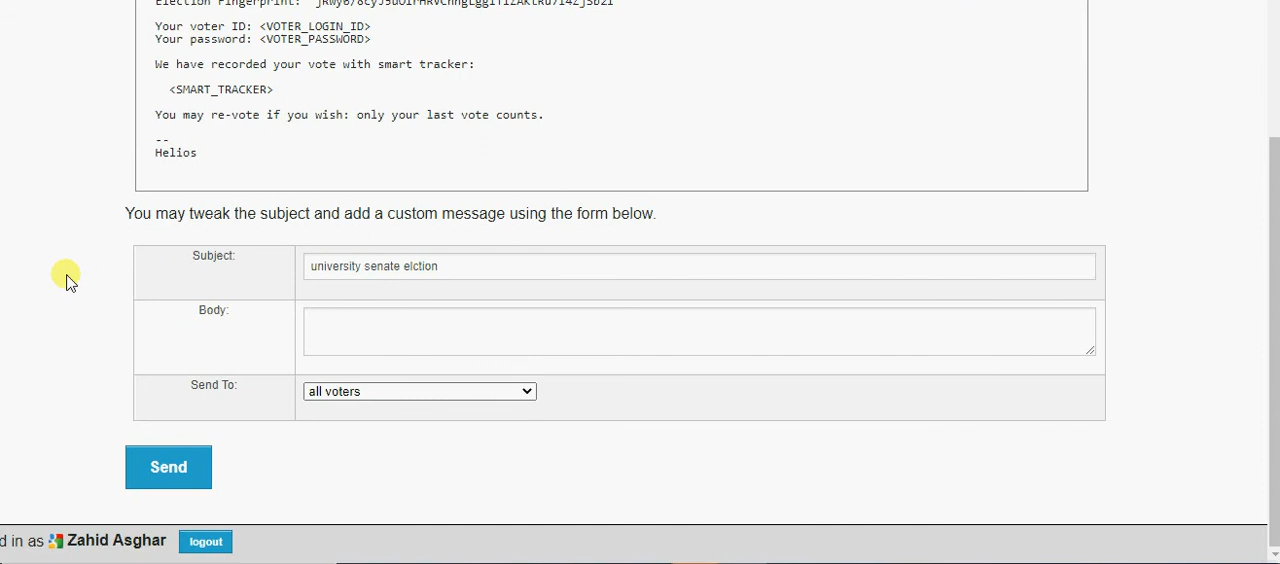 Election Fingerprint:
Your voter ID: <VOTER_LOGIN_ID>
Your password: <VOTER_PASSWORD>
We have recorded your vote with smart tracker:
<SMART_TRACKER>
You may re-vote if you wish: only your last vote counts.
--
Helios
You may tweak the subject and add a custom message using the form below.
Subject:
university senate elction
Body:
Send To:
all voters
Send
d in as Zahid Asghar logout